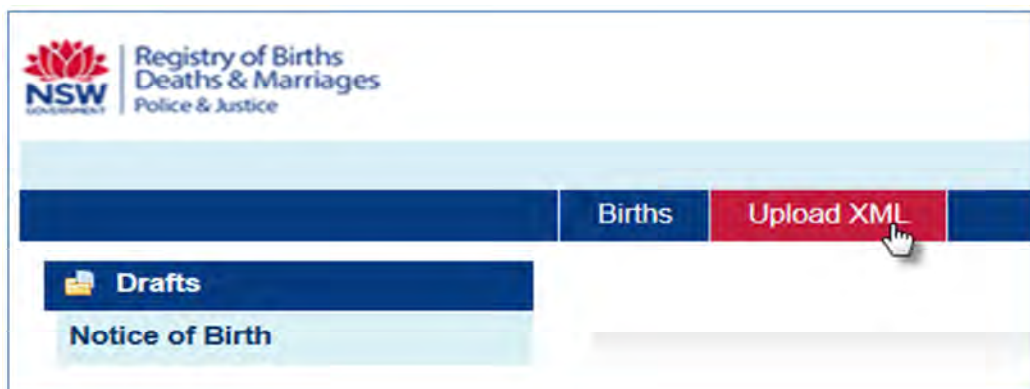 Registry of Births
Deaths & Marriages
Police & Justice
NSW
GOVERNMENT
Births
Upload XML
Drafts
Notice of Birth